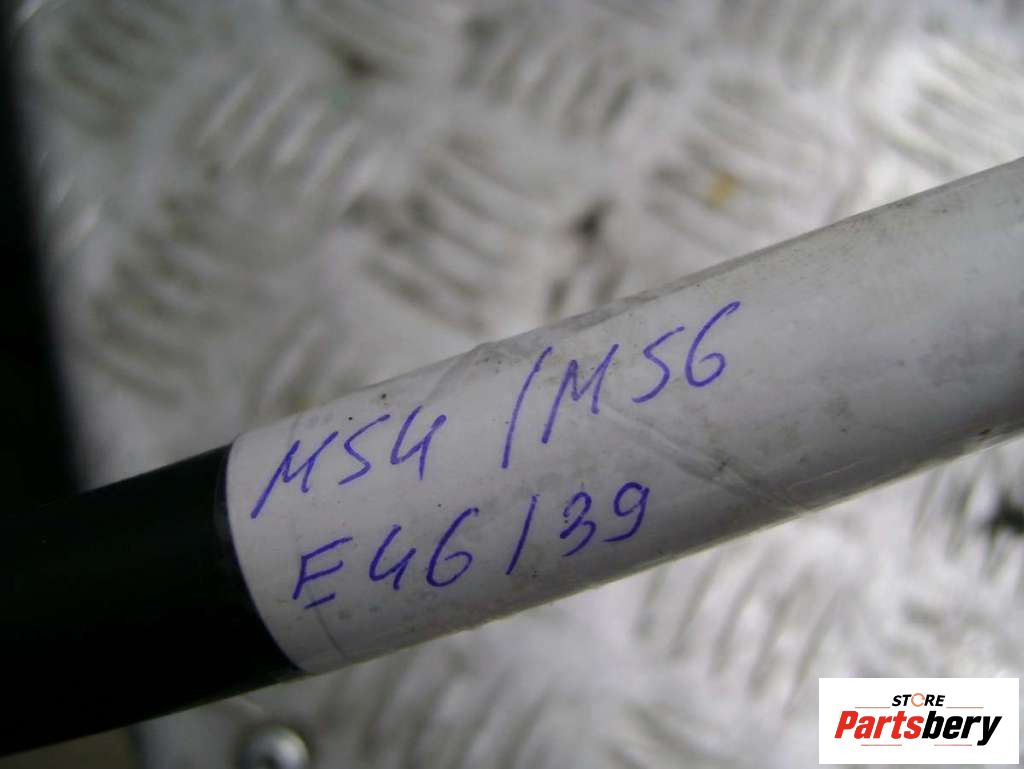 M54 / M56
E46 / 39
STORE
Partsbery